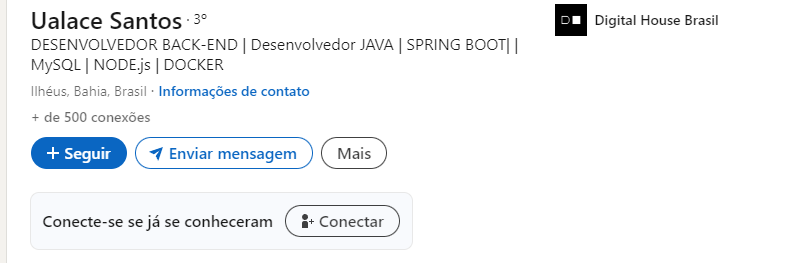 Ualace Santos · 3º
Digital House Brasil
DESENVOLVEDOR BACK-END | Desenvolvedor JAVA | SPRING BOOT| |
MySQL | NODE.js | DOCKER
Ilhéus, Bahia, Brasil · Informações de contato
+ de 500 conexões
+ Seguir
Enviar mensagem
Mais
Conecte-se se já se conheceram
Conectar